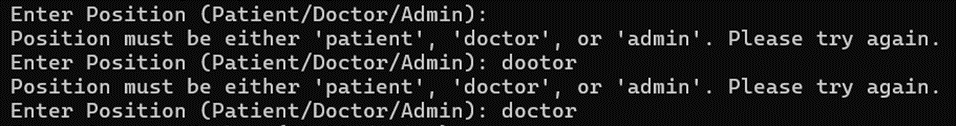 Enter Position (Patient/Doctor/Admin):
Position must be either 'patient', 'doctor', or 'admin'. Please try again.
Enter Position (Patient/Doctor/Admin): dootor
Position must be either 'patient', 'doctor', or 'admin'. Please try again.
Enter Position (Patient/Doctor/Admin): doctor